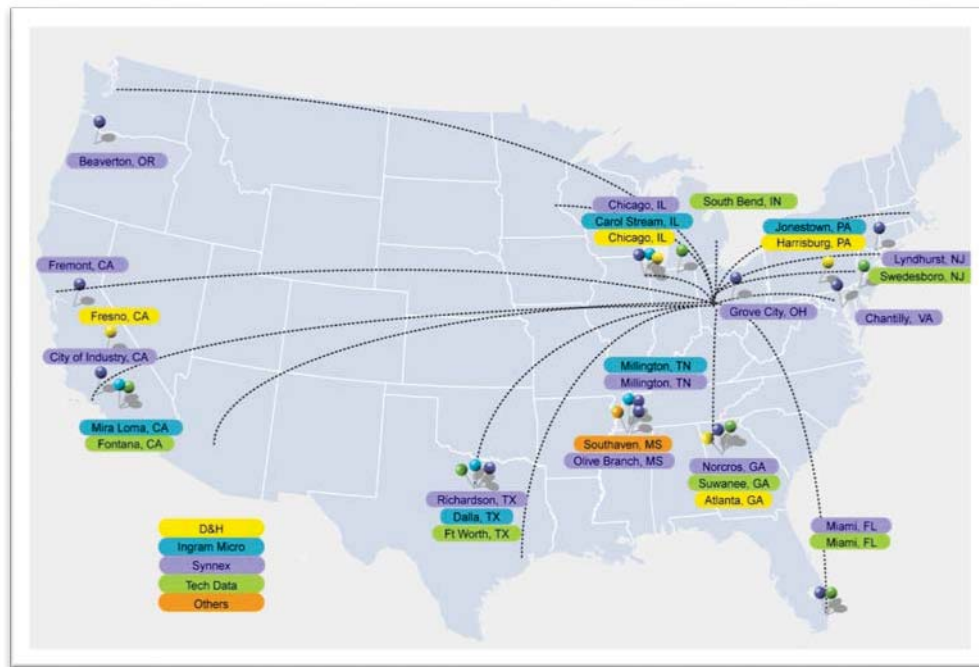 Beaverton, OR
Fremont, CA
Fresno, CA
City of Industry, CA
Mira Loma, CA
Fontana, CA
Chicago, IL
Carol Stream, IL
Chicago, IL
South Bend, IN
Jonestown, PA
Harrisburg, PA
Lyndhurst, NJ
Swedesboro, NJ
Chantilly, VA
Grove City, OH
Millington, TN
Millington, TN
Southaven, MS
Olive Branch, MS
Norcros, GA
Suwanee, GA
Atlanta, GA
Richardson, TX
Dalla, TX
Ft Worth, TX
Miami, FL
Miami, FL
D&H
Ingram Micro
Synnex
Tech Data
Others